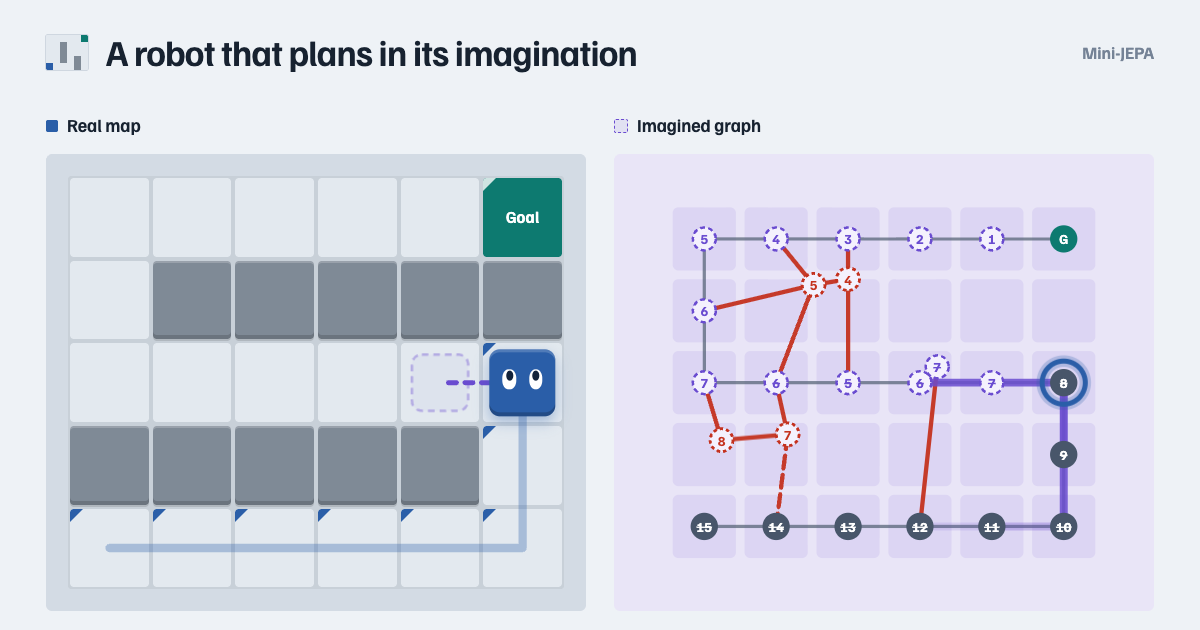 A robot that plans in its imagination
Mini-JEPA
Real map
Imagined graph
Goal
5 4 3 2 1 G
5 4
6
7
7 6 5 6 7 8
9
8 7
15 14 13 12 11 10